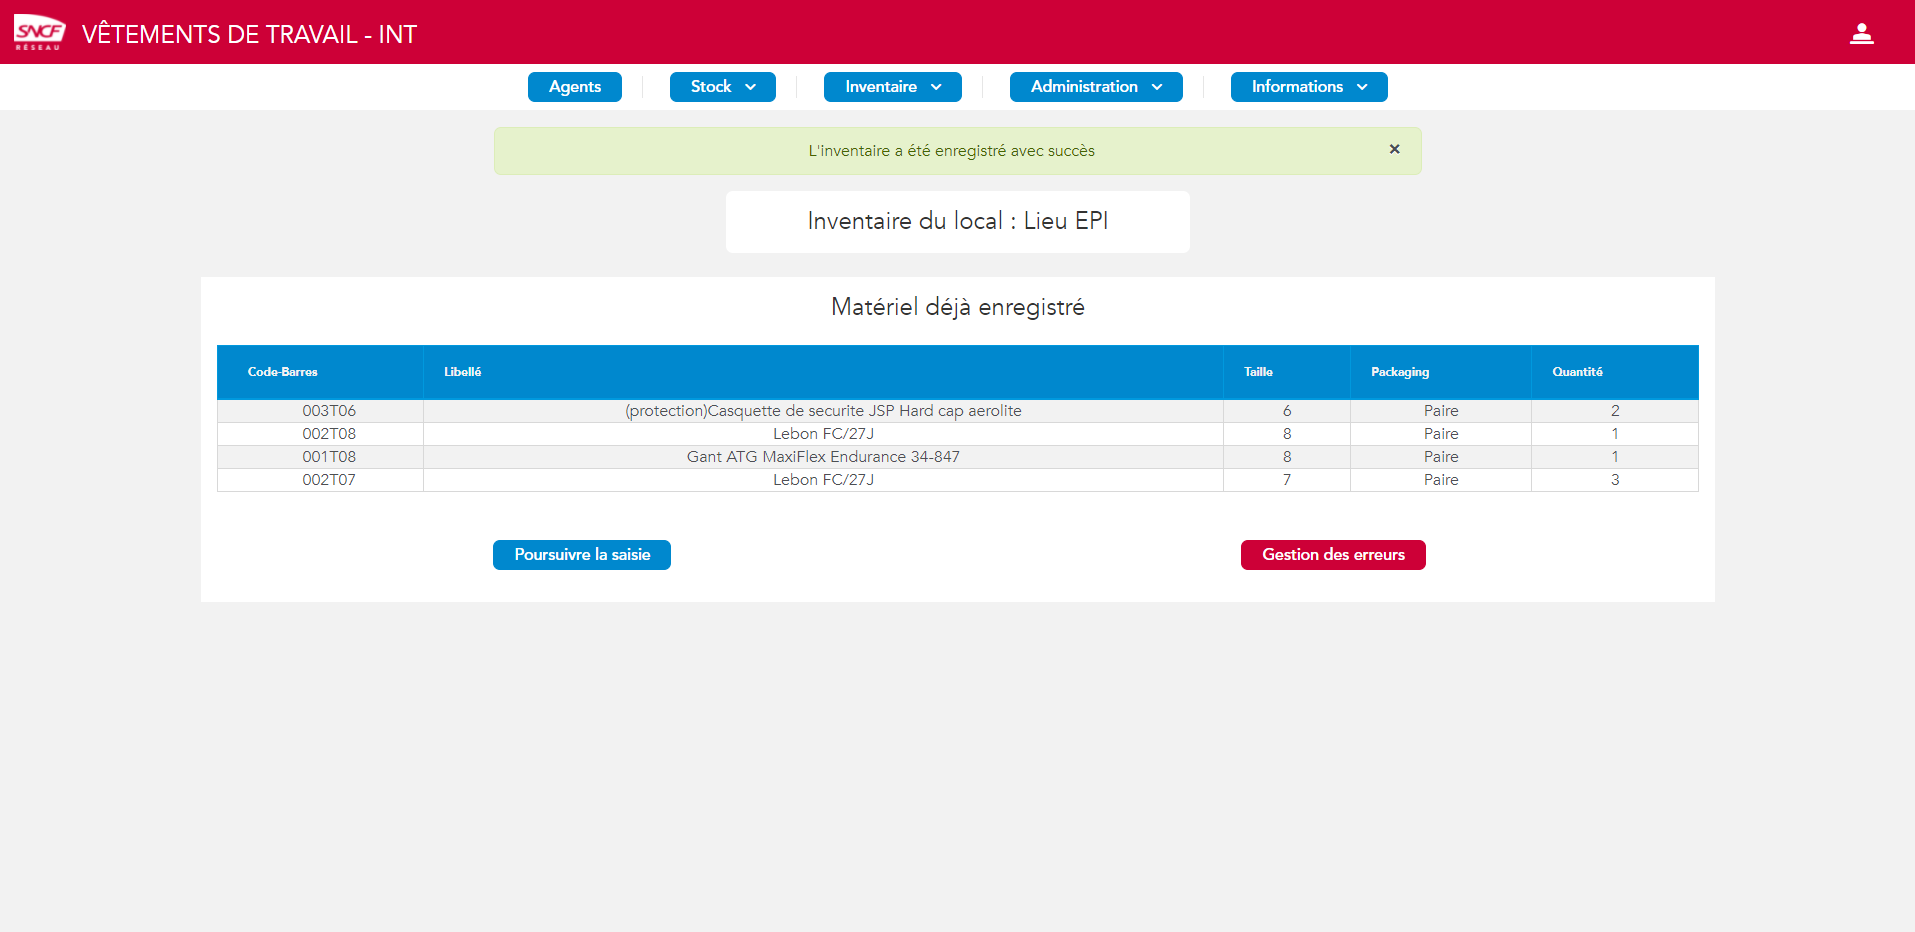 SNCF
RÉSEAU
VÊTEMENTS DE TRAVAIL - INT
Agents
Stock
Inventaire
Administration
Informations
L'inventaire a été enregistré avec succès
×
Inventaire du local : Lieu EPI
Matériel déjà enregistré
Code-Barres Libellé Taille Packaging Quantité
003T06 (protection)Casquette de securite JSP Hard cap aerolite 6 Paire 2
002T08 Lebon FC/27J 8 Paire 1
001T08 Gant ATG MaxiFlex Endurance 34-847 8 Paire 1
002T07 Lebon FC/27J 7 Paire 3
Poursuivre la saisie
Gestion des erreurs